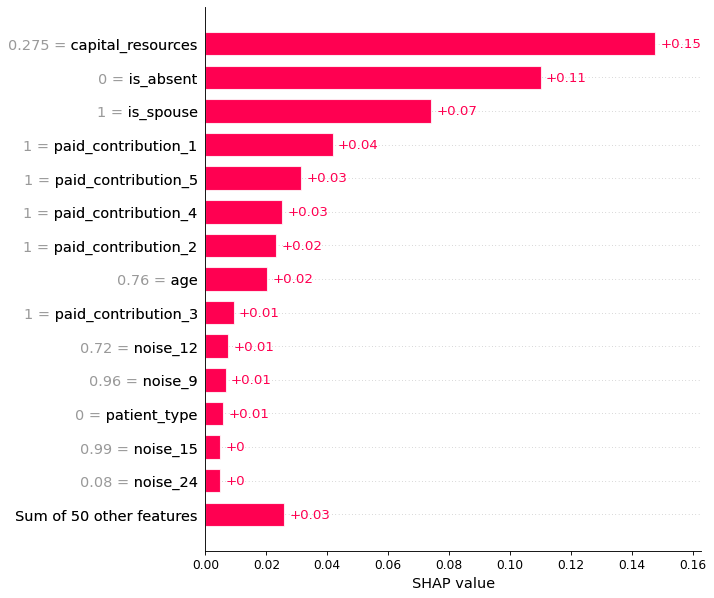 0.275 = capital_resources +0.15
0 = is_absent +0.11
1 = is_spouse +0.07
1 = paid_contribution_1 +0.04
1 = paid_contribution_5 +0.03
1 = paid_contribution_4 +0.03
1 = paid_contribution_2 +0.02
0.76 = age +0.02
1 = paid_contribution_3 +0.01
0.72 = noise_12 +0.01
0.96 = noise_9 +0.01
0 = patient_type +0.01
0.99 = noise_15 +0
0.08 = noise_24 +0
Sum of 50 other features +0.03
0.00 0.02 0.04 0.06 0.08 0.10 0.12 0.14 0.16
SHAP value